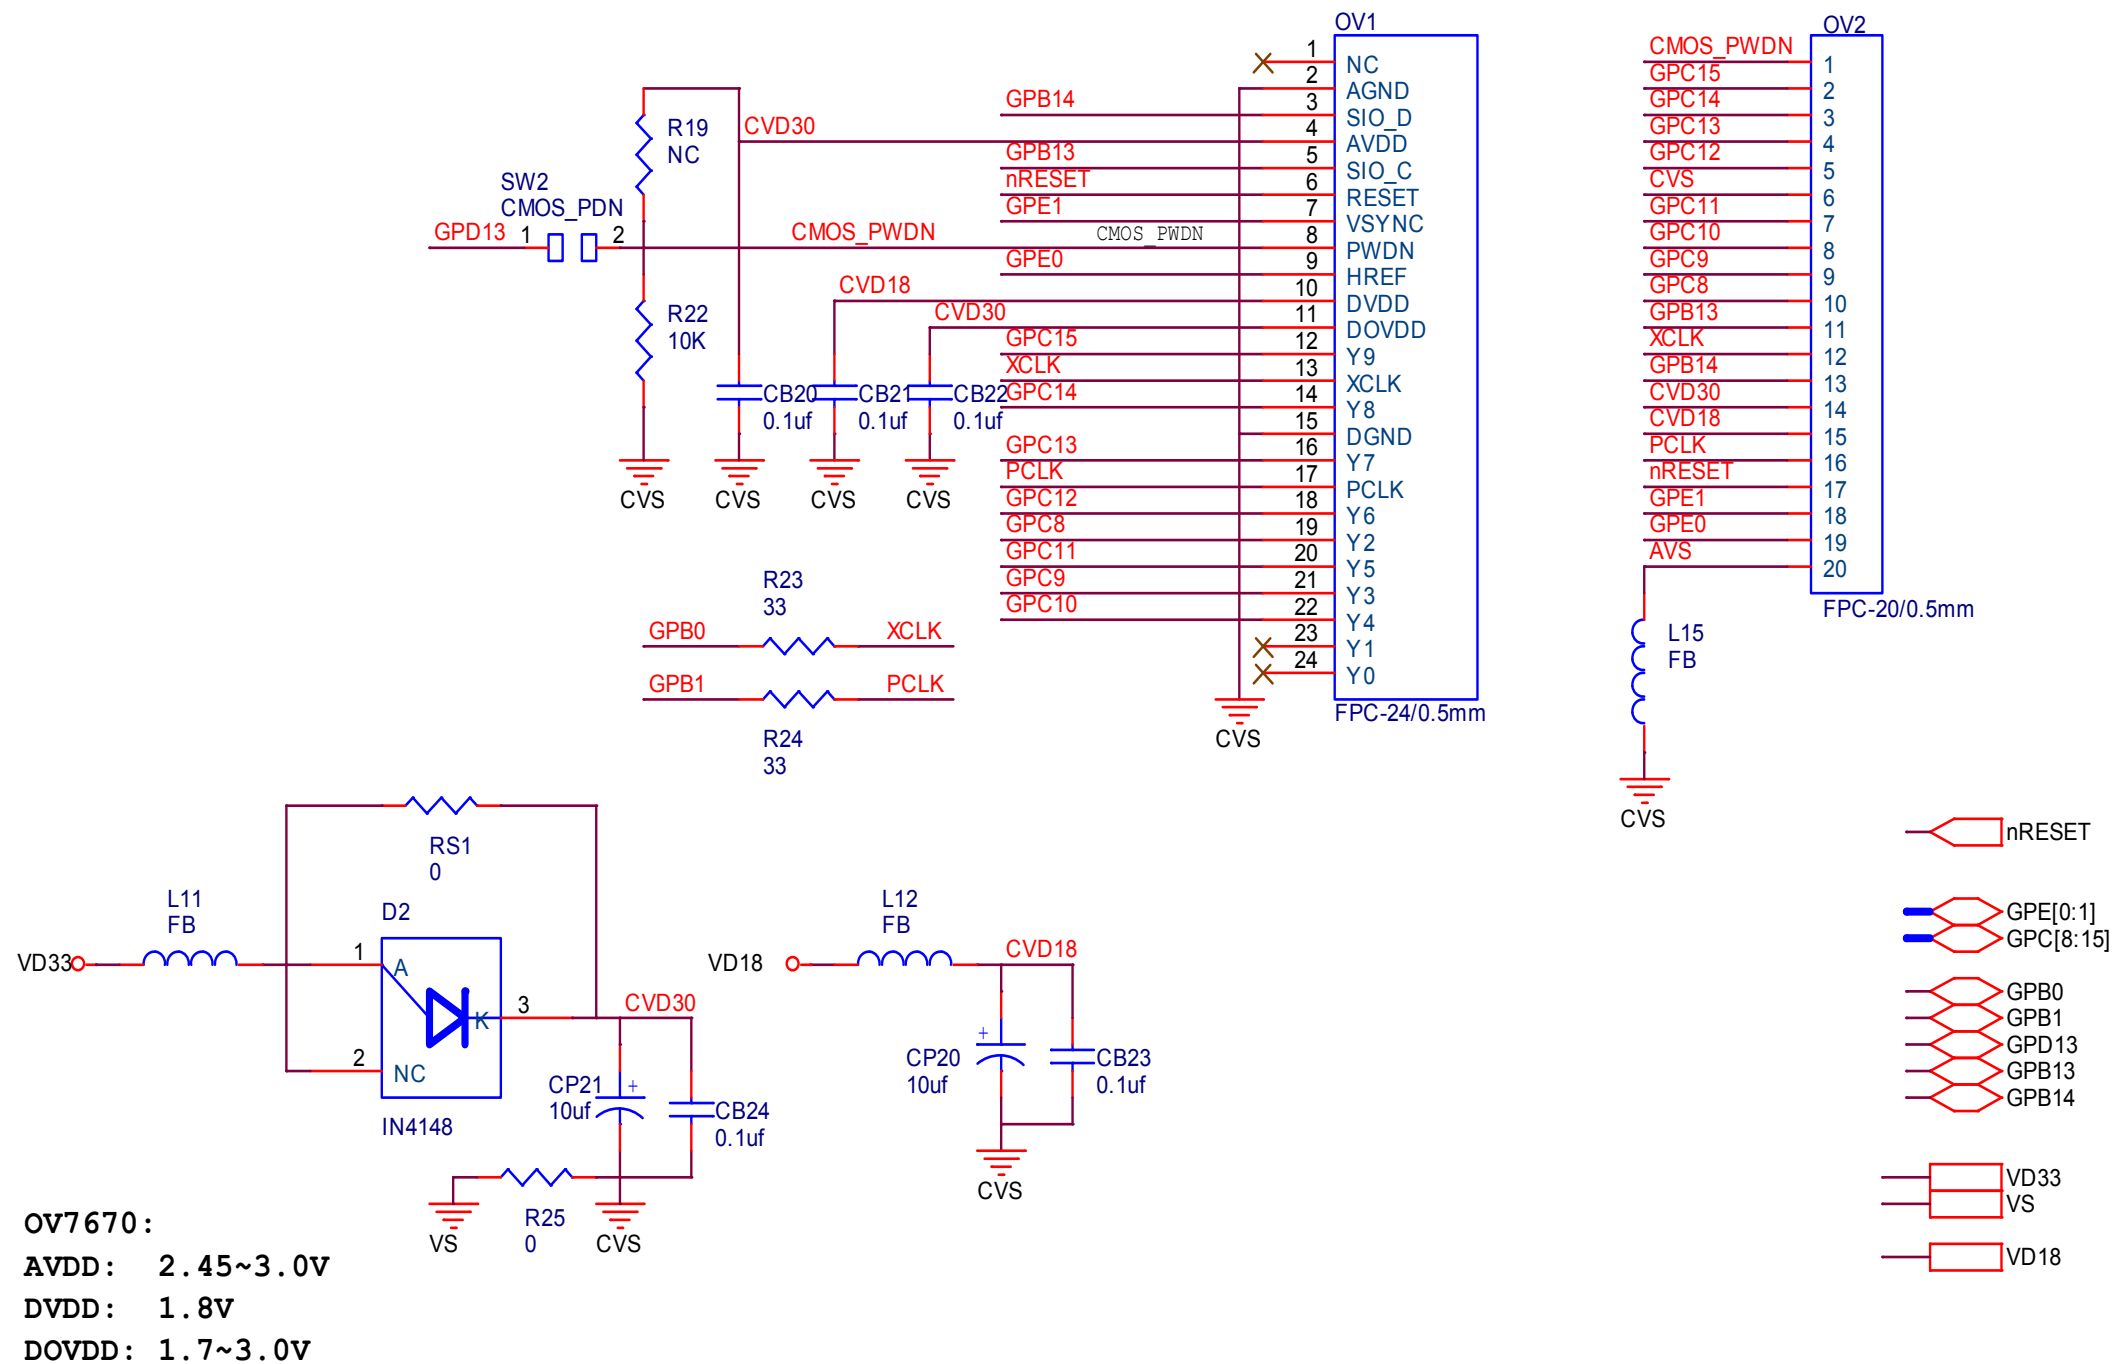 OV1
1
NC
2
AGND
GPB14
3
SIO_D
CVD30
4
AVDD
GPB13
5
SIO_C
nRESET
6
RESET
GPE1
7
VSYNC
CMOS_PWDN
CMOS_PWDN
8
PWDN
GPE0
9
HREF
CVD18
10
DVDD
CVD30
11
DOVDD
GPC15
12
Y9
XCLK
13
XCLK
GPC14
14
Y8
15
DGND
GPC13
16
Y7
PCLK
17
PCLK
GPC12
18
Y6
GPC8
19
Y2
GPC11
20
Y5
GPC9
21
Y3
GPC10
22
Y4
23
Y1
24
Y0
FPC-24/0.5mm
CVS
R19
NC
SW2
CMOS_PDN
GPD13
1
2
R22
10K
CB20
0.1uf
CB21
0.1uf
CB22
0.1uf
CVS
CVS
CVS
CVS
R23
33
GPB0
XCLK
GPB1
PCLK
R24
33
OV2
CMOS_PWDN
1
GPC15
2
GPC14
3
GPC13
4
GPC12
5
CVS
6
GPC11
7
GPC10
8
GPC9
9
GPC8
10
GPB13
11
XCLK
12
GPB14
13
CVD30
14
CVD18
15
PCLK
16
nRESET
17
GPE1
18
GPE0
19
AVS
20
FPC-20/0.5mm
L15
FB
CVS
RS1
0
L11
FB
D2
VD33
1
A
3
K
CVD30
2
NC
IN4148
CP21
+
10uf
CB24
0.1uf
R25
0
VS
CVS
L12
FB
VD18
CVD18
+
CP20
10uf
CB23
0.1uf
CVS
nRESET
GPE[0:1]
GPC[8:15]
GPB0
GPB1
GPD13
GPB13
GPB14
VD33
VS
VD18
OV7670:
AVDD: 2.45~3.0V
DVDD: 1.8V
DOVDD: 1.7~3.0V